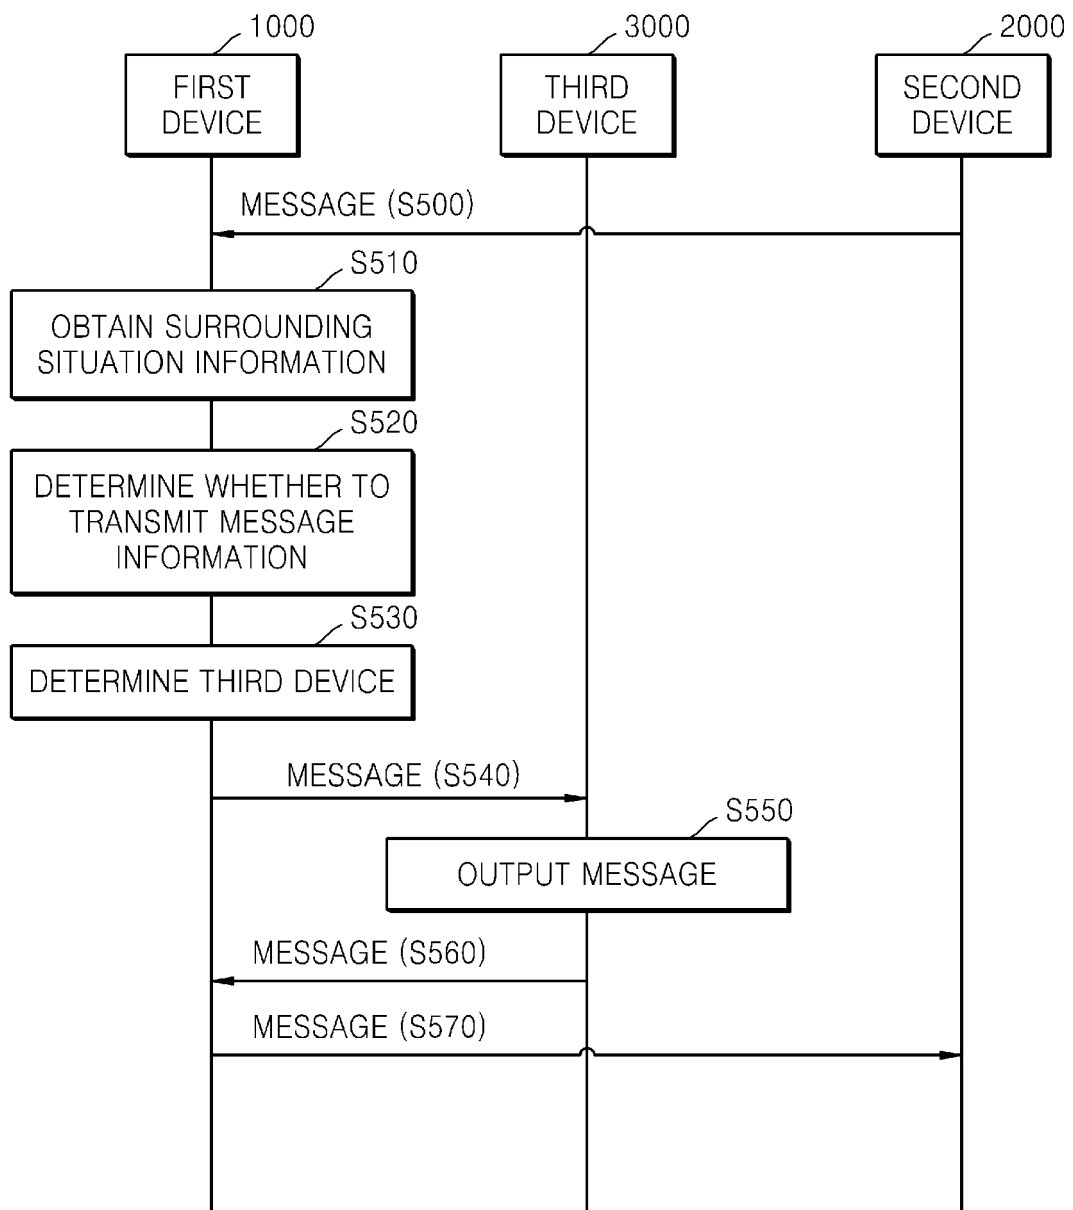 1000
3000
2000
FIRST
DEVICE
THIRD
DEVICE
SECOND
DEVICE
MESSAGE (S500)
S510
OBTAIN SURROUNDING
SITUATION INFORMATION
S520
DETERMINE WHETHER TO
TRANSMIT MESSAGE
INFORMATION
S530
DETERMINE THIRD DEVICE
MESSAGE (S540)
S550
OUTPUT MESSAGE
MESSAGE (S560)
MESSAGE (S570)